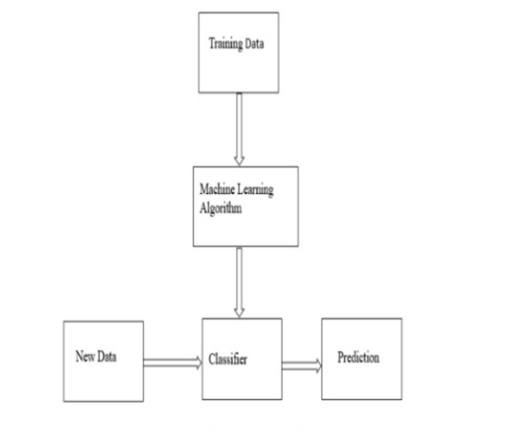 Training Data
Machine Learning
Algorithm
New Data
Classifier
Prediction